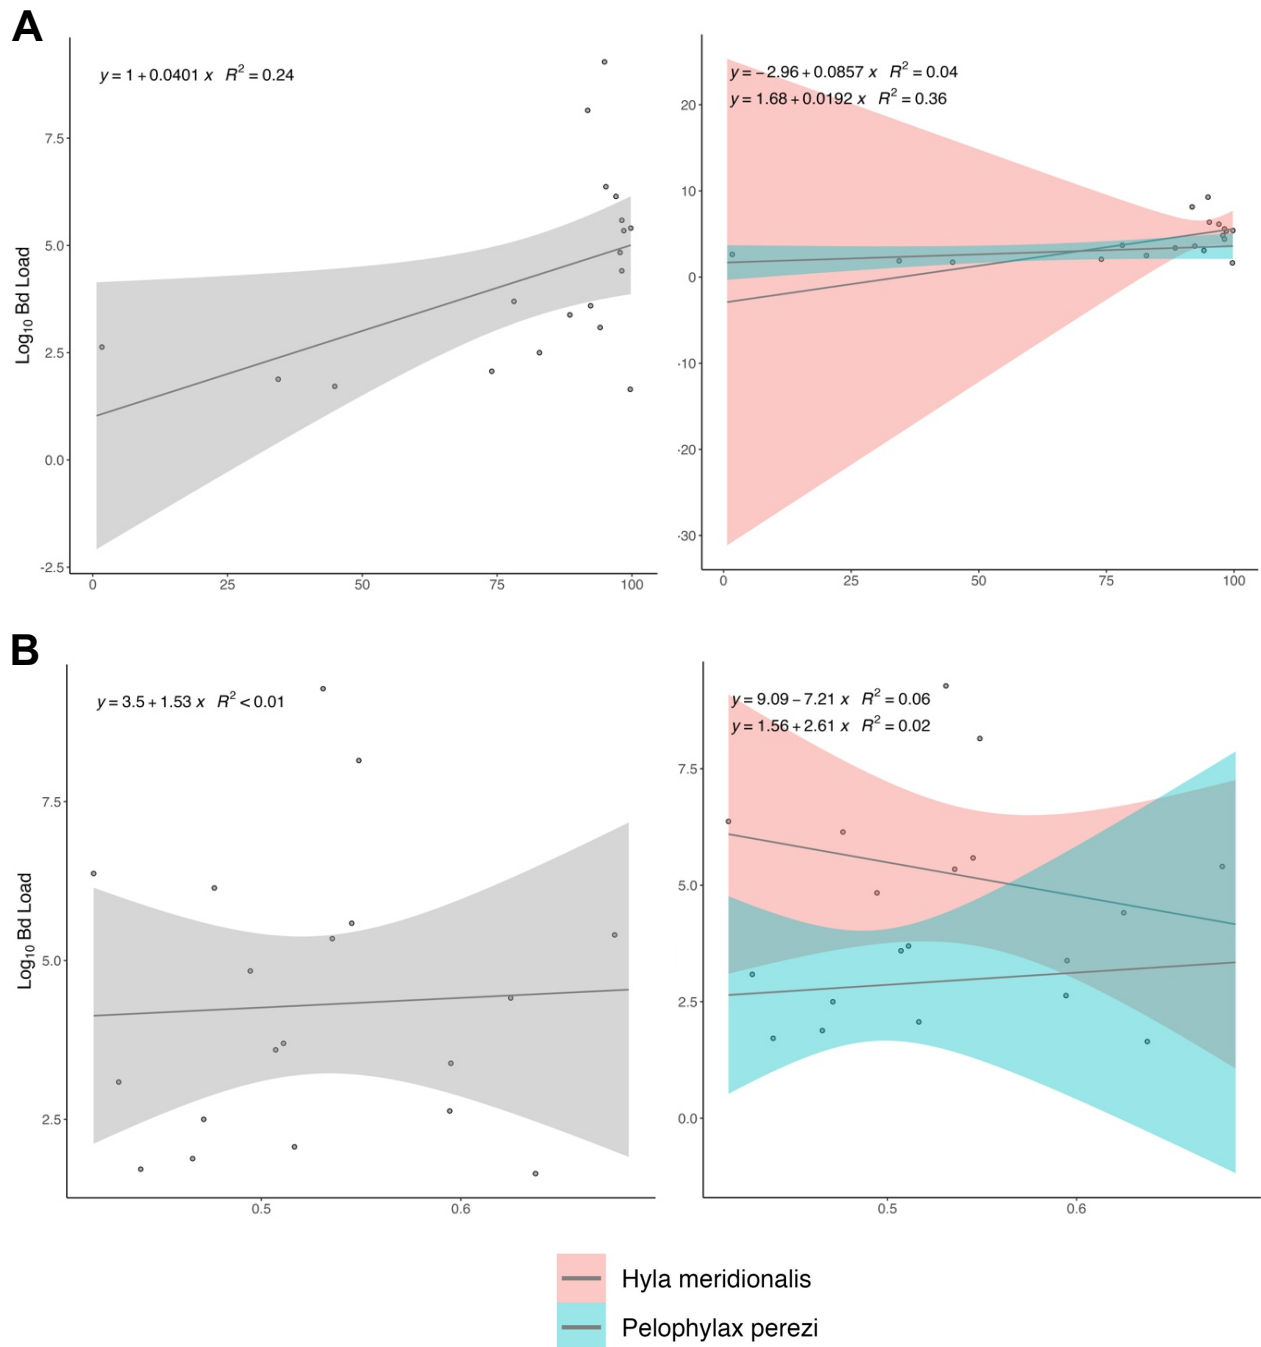 A
y = 1 + 0.0401 x R² = 0.24
Log₁₀ Bd Load
7.5
5.0
2.5
0.0
-2.5
0 25 50 75 100
y = −2.96 + 0.0857 x R² = 0.04
y = 1.68 + 0.0192 x R² = 0.36
20
10
0
-10
-20
-30
0 25 50 75 100
B
y = 3.5 + 1.53 x R² < 0.01
Log₁₀ Bd Load
7.5
5.0
2.5
0.5 0.6
y = 9.09 − 7.21 x R² = 0.06
y = 1.56 + 2.61 x R² = 0.02
7.5
5.0
2.5
0.0
0.5 0.6
Hyla meridionalis
Pelophylax perezi